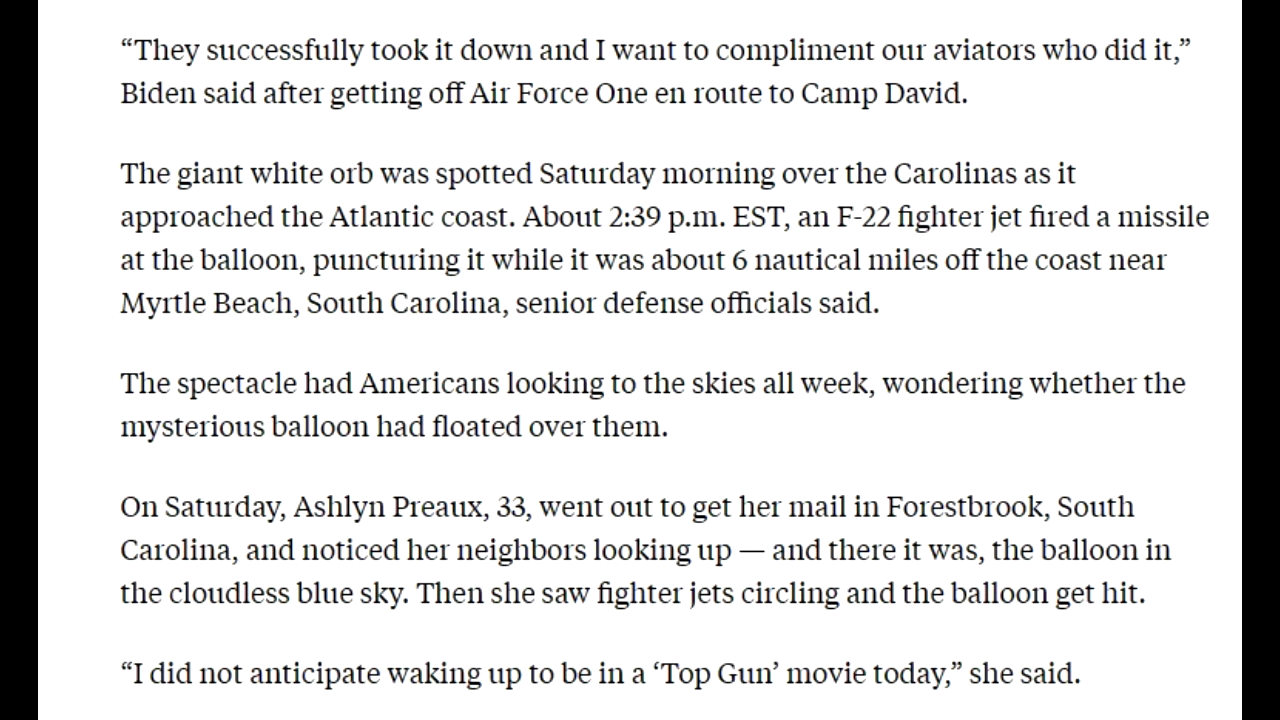 “They successfully took it down and I want to compliment our aviators who did it,”
Biden said after getting off Air Force One en route to Camp David.
The giant white orb was spotted Saturday morning over the Carolinas as it
approached the Atlantic coast. About 2:39 p.m. EST, an F-22 fighter jet fired a missile
at the balloon, puncturing it while it was about 6 nautical miles off the coast near
Myrtle Beach, South Carolina, senior defense officials said.
The spectacle had Americans looking to the skies all week, wondering whether the
mysterious balloon had floated over them.
On Saturday, Ashlyn Preaux, 33, went out to get her mail in Forestbrook, South
Carolina, and noticed her neighbors looking up — and there it was, the balloon in
the cloudless blue sky. Then she saw fighter jets circling and the balloon get hit.
“I did not anticipate waking up to be in a ‘Top Gun’ movie today,” she said.